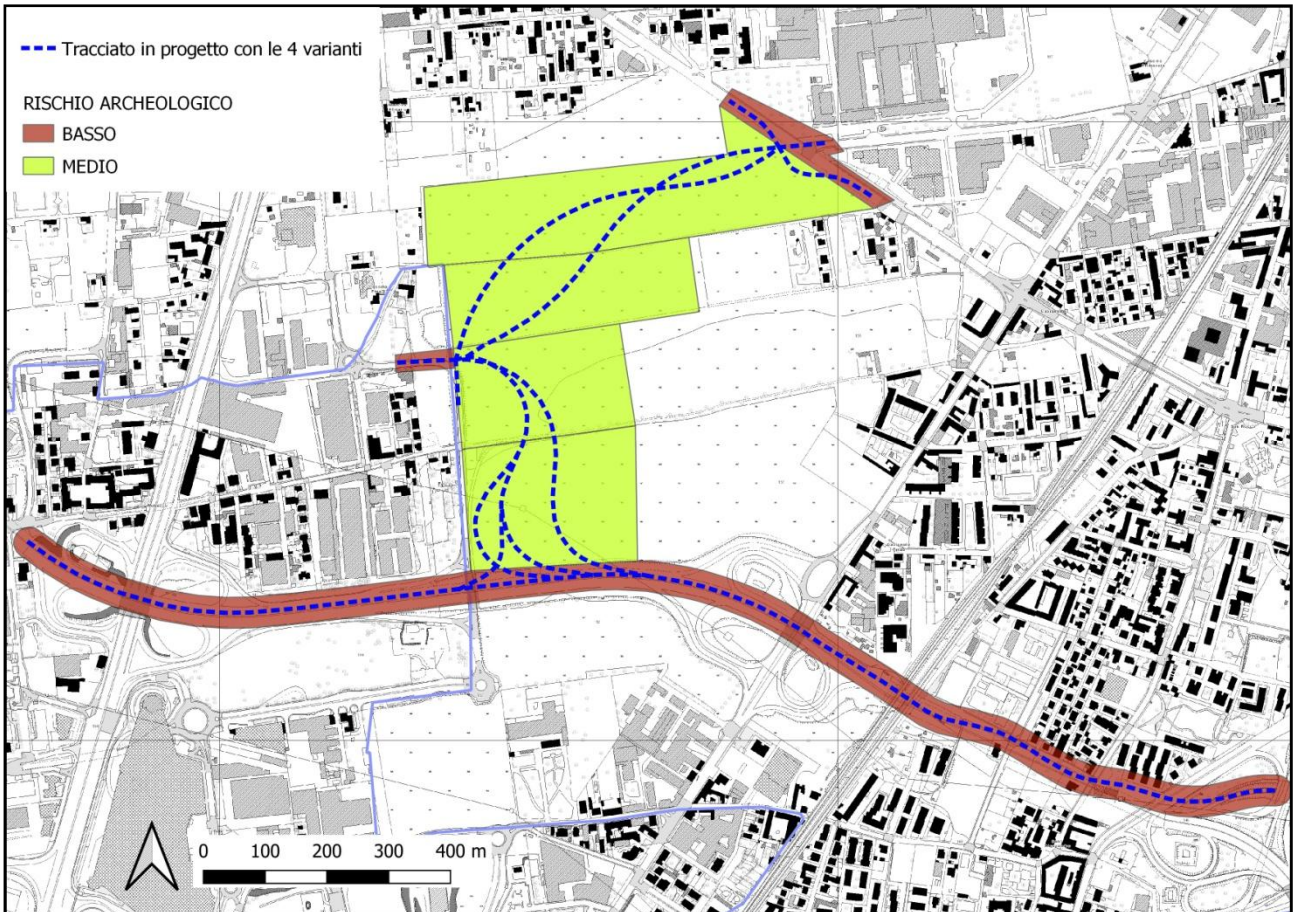 Tracciato in progetto con le 4 varianti
RISCHIO ARCHEOLOGICO
BASSO
MEDIO
0 100 200 300 400 m